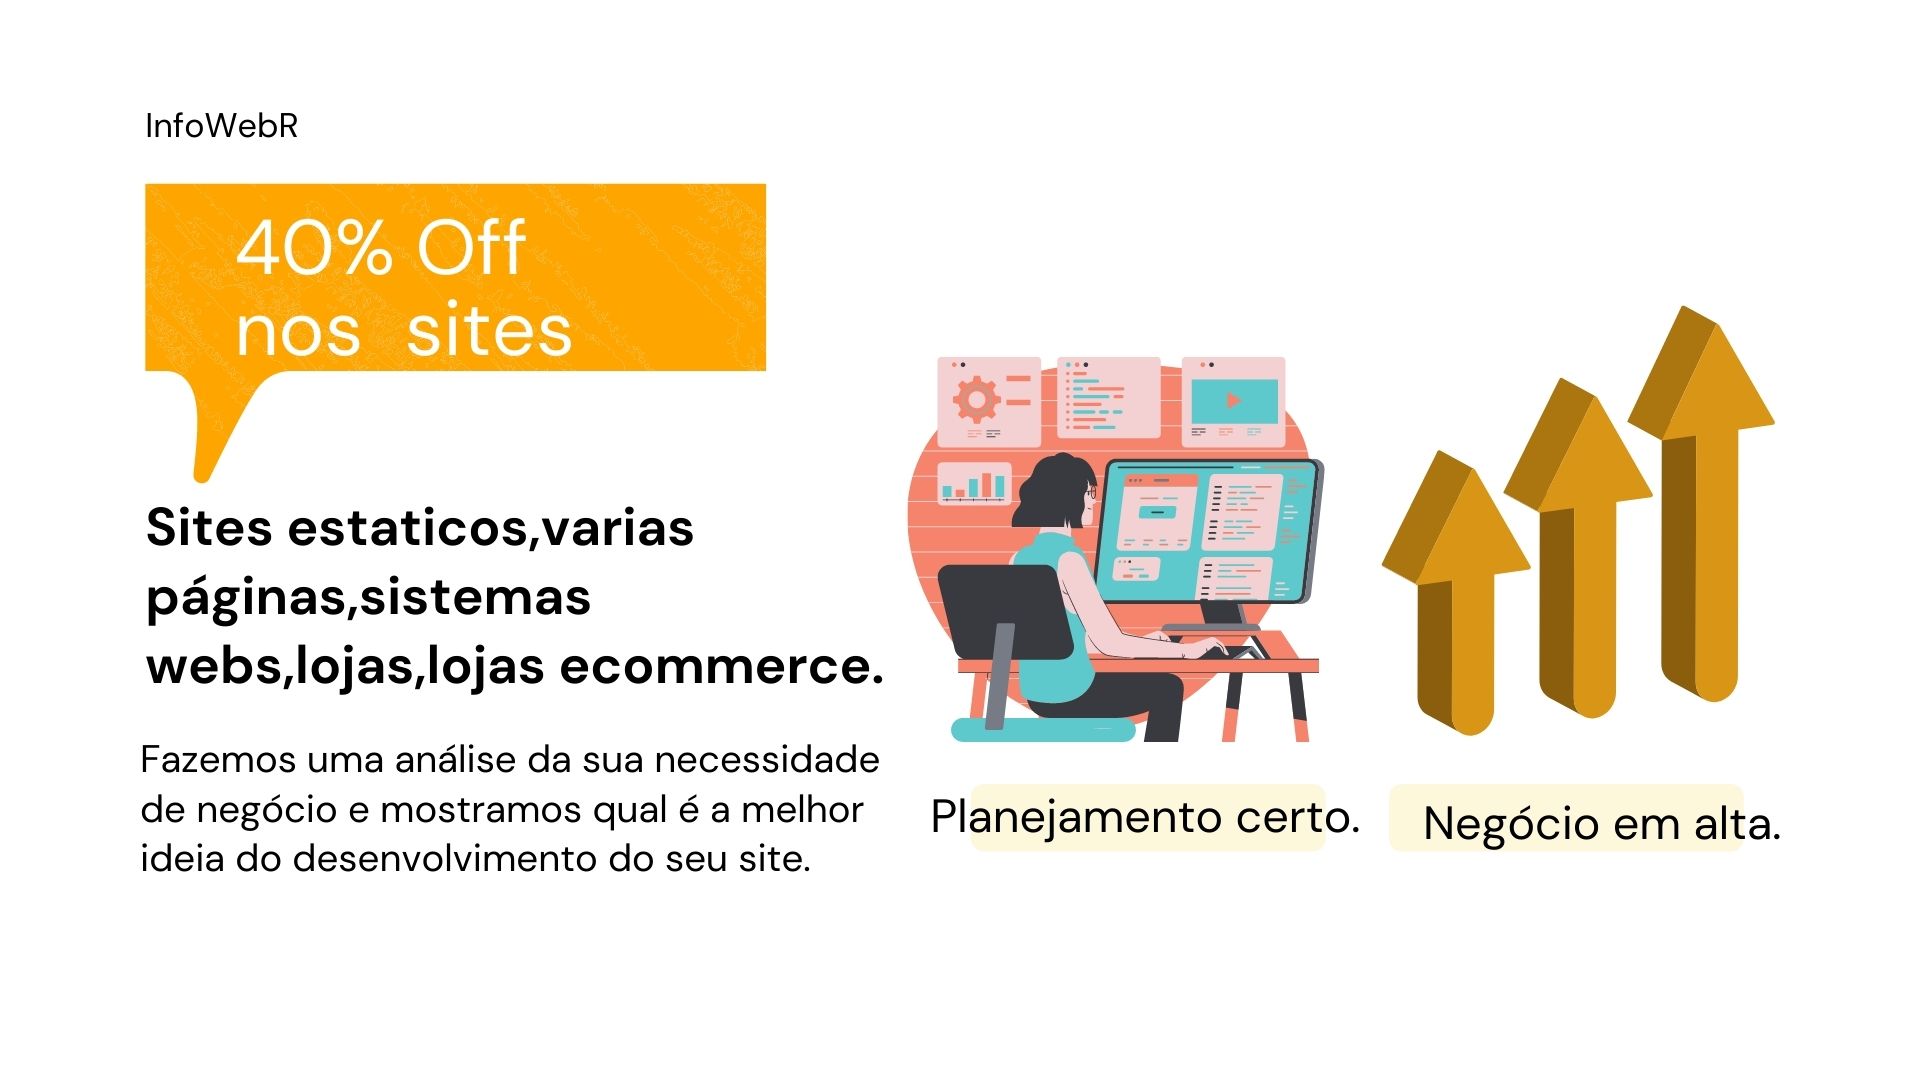 InfoWebR
40% Off
nos sites
Sites estaticos,varias
páginas,sistemas
webs,lojas,lojas ecommerce.
Fazemos uma análise da sua necessidade
de negócio e mostramos qual é a melhor
ideia do desenvolvimento do seu site.
Planejamento certo.
Negócio em alta.